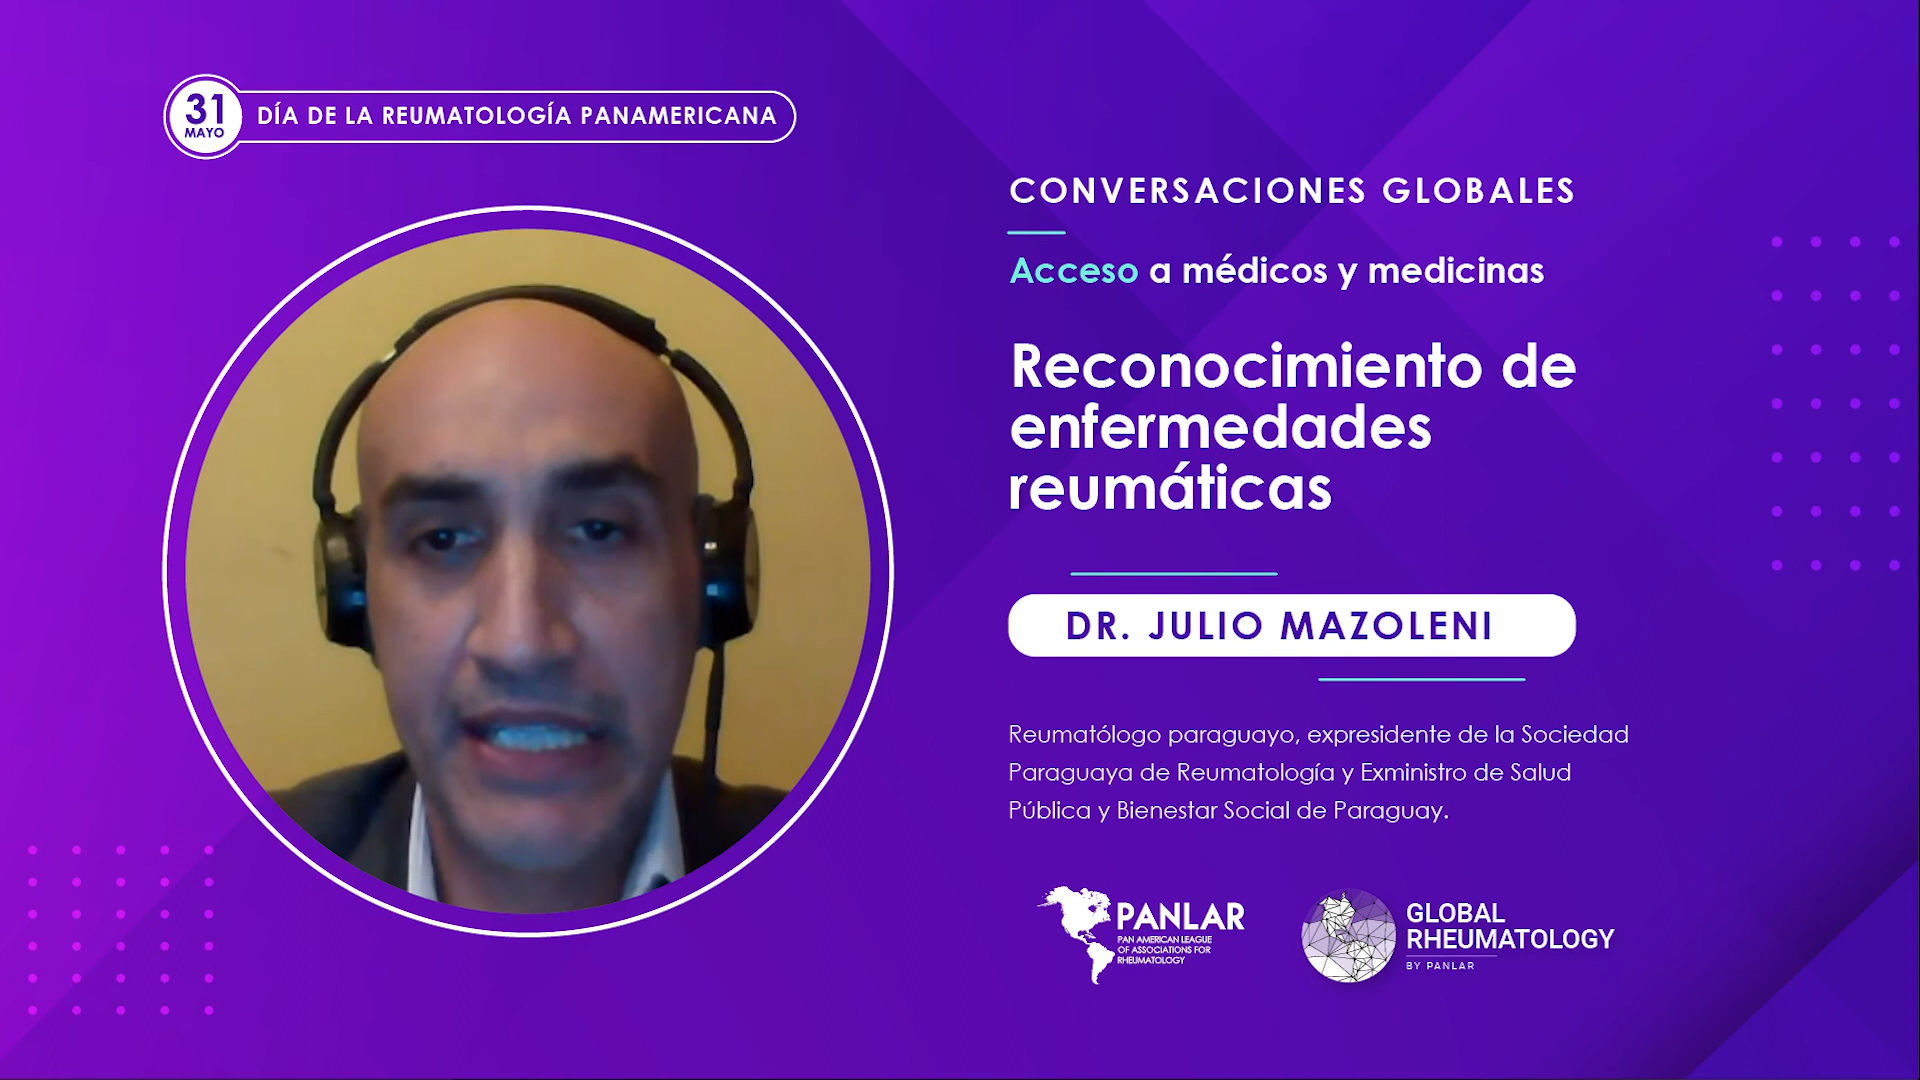 31
MAYO
DÍA DE LA REUMATOLOGÍA PANAMERICANA
CONVERSACIONES GLOBALES
Acceso a médicos y medicinas
Reconocimiento de
enfermedades
reumáticas
DR. JULIO MAZOLENI
Reumatólogo paraguayo, expresidente de la Sociedad
Paraguaya de Reumatología y Exministro de Salud
Pública y Bienestar Social de Paraguay.
PANLAR
PAN AMERICAN LEAGUE
OF ASSOCIATIONS FOR
RHEUMATOLOGY
GLOBAL
RHEUMATOLOGY
BY PANLAR